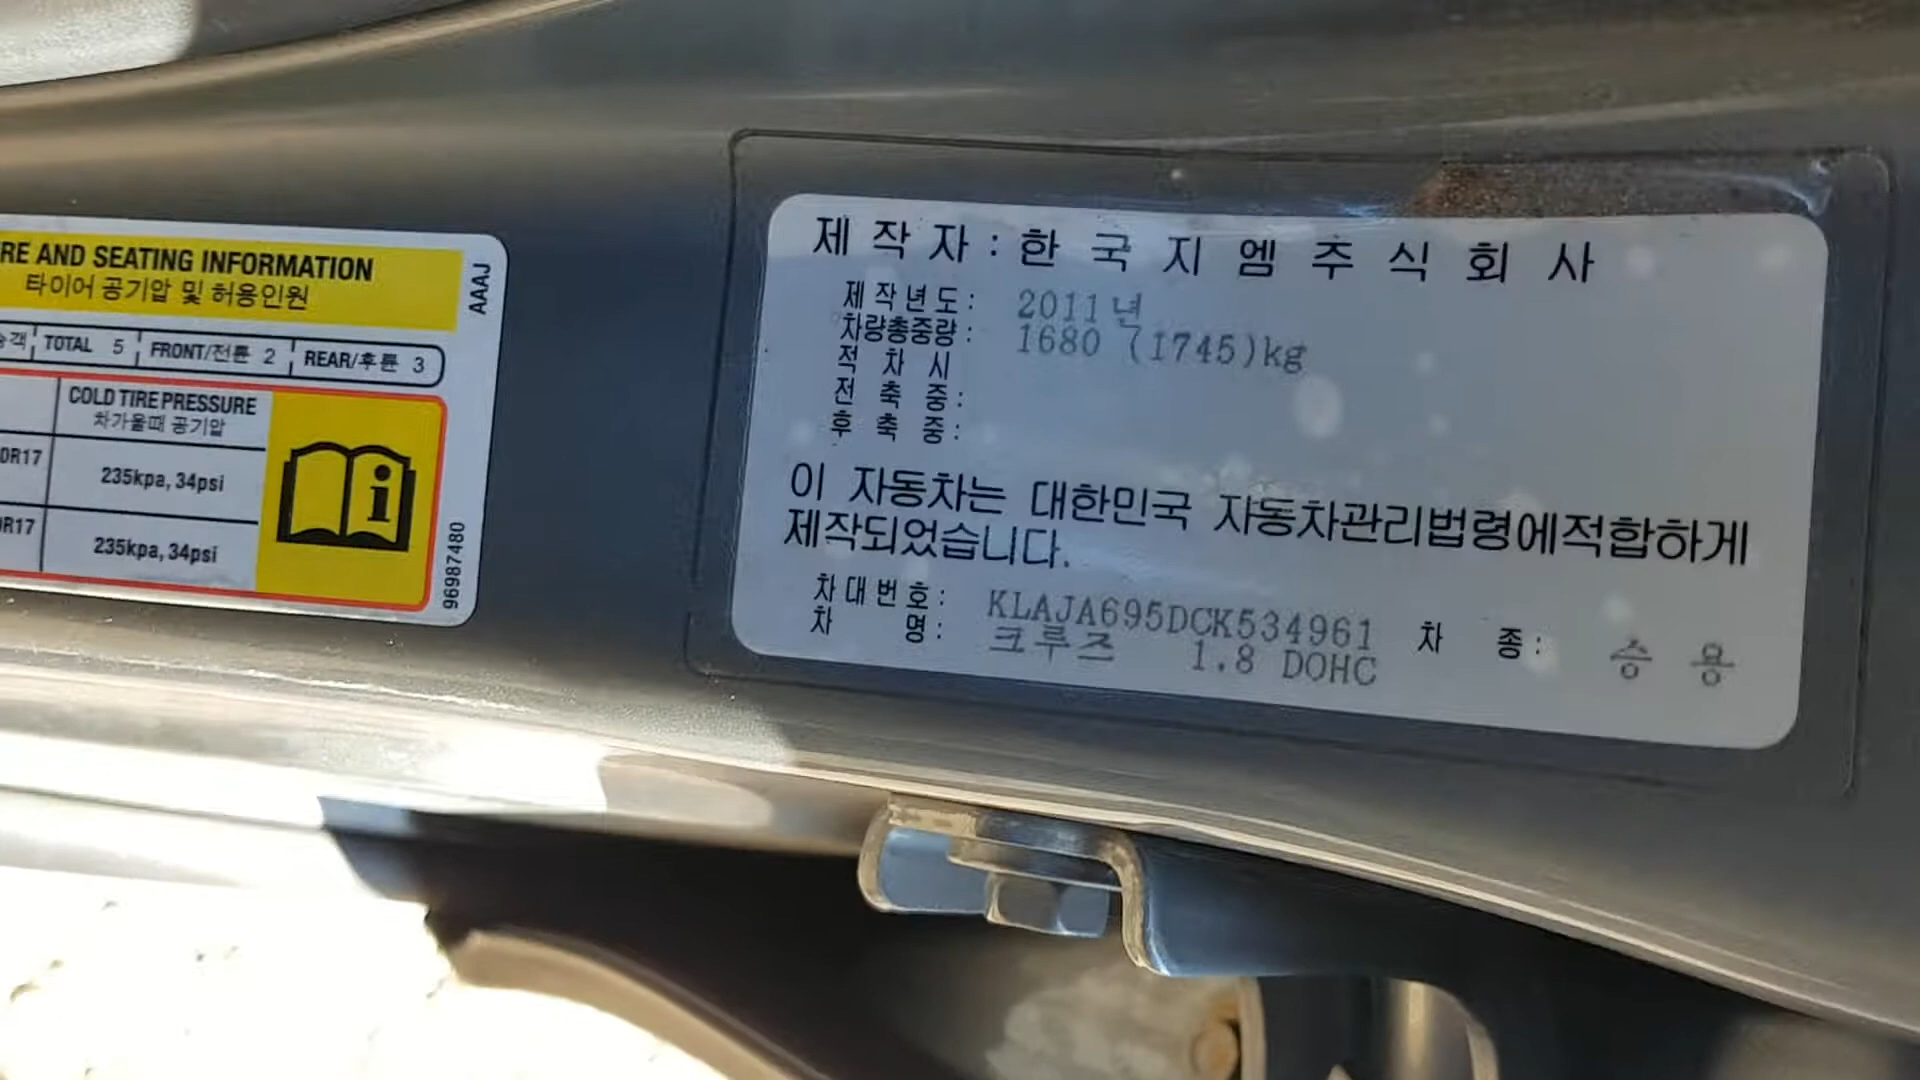 RE AND SEATING INFORMATION
타이어 공기압 및 허용인원
AAAJ
객 TOTAL 5 FRONT/전륜 2 REAR/후륜 3
COLD TIRE PRESSURE
차가울때 공기압
0R17 235kpa, 34psi
R17 235kpa, 34psi
96987480
제작자 : 한국지엠주식회사
제작년도 : 2011년
차량총중량 : 1680 (1745)kg
적차시
전축중 :
후축중 :
이 자동차는 대한민국 자동차관리법령에적합하게
제작되었습니다.
차대번호 : KLAJA695DCK534961 차 종 : 승 용
차 명 : 크루즈 1.8 DOHC